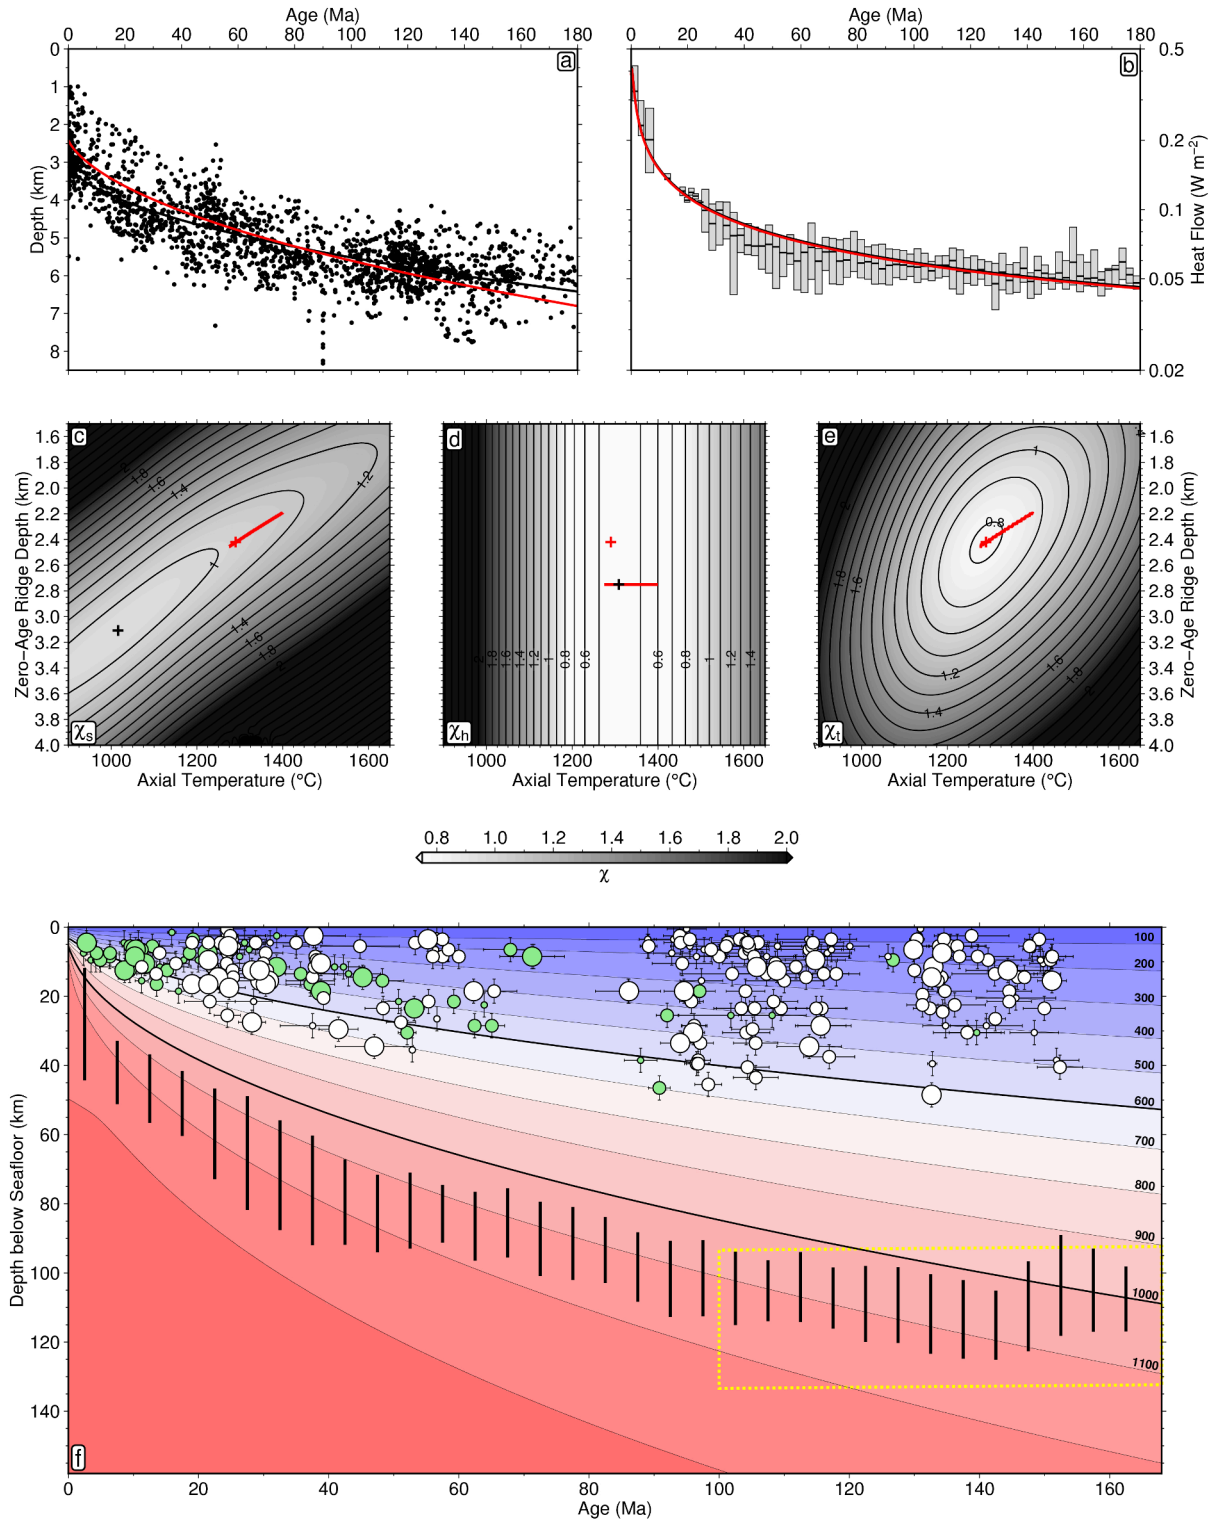 Age (Ma)
0 20 40 60 80 100 120 140 160 180
Depth (km)
0
1
2
3
4
5
6
7
8
a
Age (Ma)
0 20 40 60 80 100 120 140 160 180
b
0.5
0.2
0.1
0.05
0.02
Heat Flow (W m−2)
Zero−Age Ridge Depth (km)
1.6
1.8
2.0
2.2
2.4
2.6
2.8
3.0
3.2
3.4
3.6
3.8
4.0
c
2
1.8
1.6
1.4
1.2
1
1.4
1.6
1.8
2
χs
1000 1200 1400 1600
Axial Temperature (°C)
d
2 1.8 1.6 1.4 1.2 1 0.8 0.6 0.6 0.8 1 1.2 1.4
χh
1000 1200 1400 1600
Axial Temperature (°C)
e
1
0.8
1.8
1.6
1.2
1.4
1.6
1.8
2
χt
1000 1200 1400 1600
Axial Temperature (°C)
1.6
1.8
2.0
2.2
2.4
2.6
2.8
3.0
3.2
3.4
3.6
3.8
4.0
Zero−Age Ridge Depth (km)
0.8 1.0 1.2 1.4 1.6 1.8 2.0
χ
Depth below Seafloor (km)
0
20
40
60
80
100
120
140
100
200
300
400
500
600
700
800
900
1000
1100
f
0 20 40 60 80 100 120 140 160
Age (Ma)